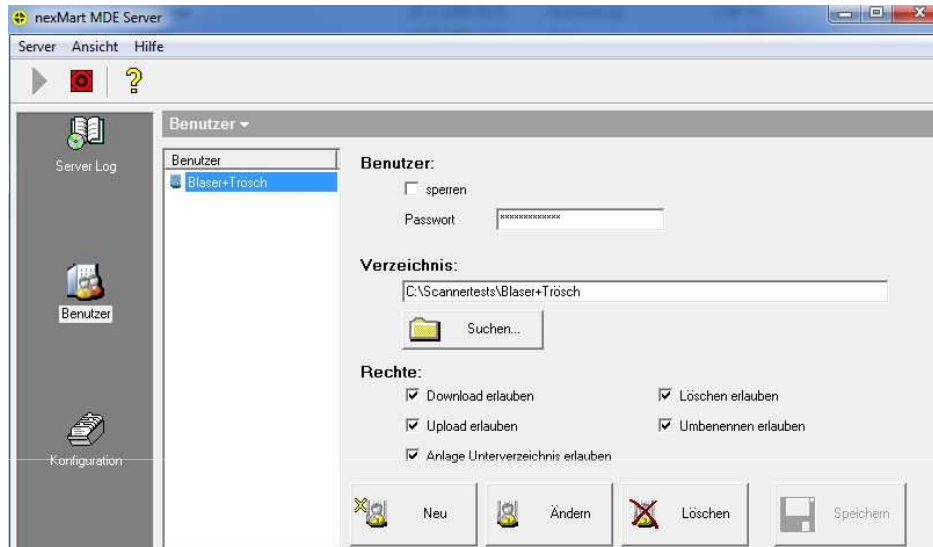 nexMart MDE Server
Server Ansicht Hilfe
Server Log
Benutzer
Konfiguration
Benutzer
Benutzer
Blaser+Trösch
Benutzer:
sperren
Passwort xxxxxxxxxxxxx
Verzeichnis:
C:\Scannertests\Blaser+Trösch
Suchen...
Rechte:
Download erlauben Löschen erlauben
Upload erlauben Umbenennen erlauben
Anlage Unterverzeichnis erlauben
Neu Ändern Löschen Speichern